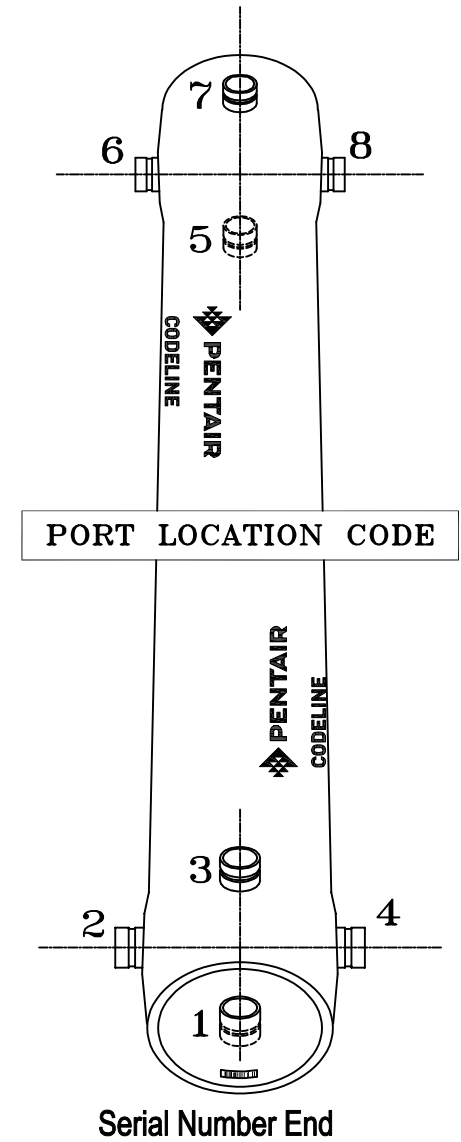 7
6
8
5
PENTAIR
CODELINE
PORT LOCATION CODE
PENTAIR
CODELINE
3
2
4
1
Serial Number End